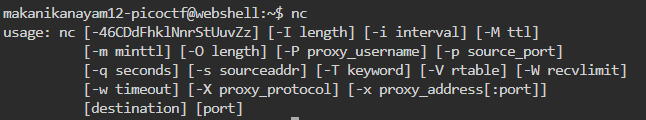 makanikanayam12-picoctf@webshell:~$ nc
usage: nc [-46CDdFhklNnrStUuvZz] [-I length] [-i interval] [-M ttl]
[-m minttl] [-O length] [-P proxy_username] [-p source_port]
[-q seconds] [-s sourceaddr] [-T keyword] [-V rtable] [-W recvlimit]
[-w timeout] [-X proxy_protocol] [-x proxy_address[:port]]
[destination] [port]